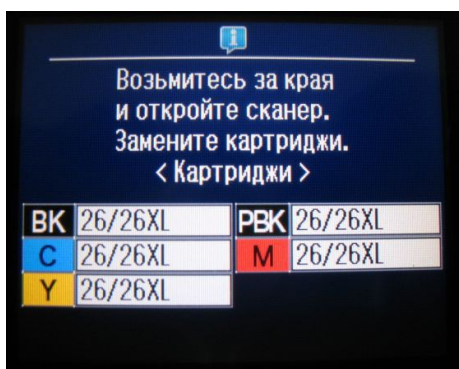 Возьмитесь за края
и откройте сканер.
Замените картриджи.
< Картриджи >
BK 26/26XL PBK 26/26XL
C 26/26XL M 26/26XL
Y 26/26XL